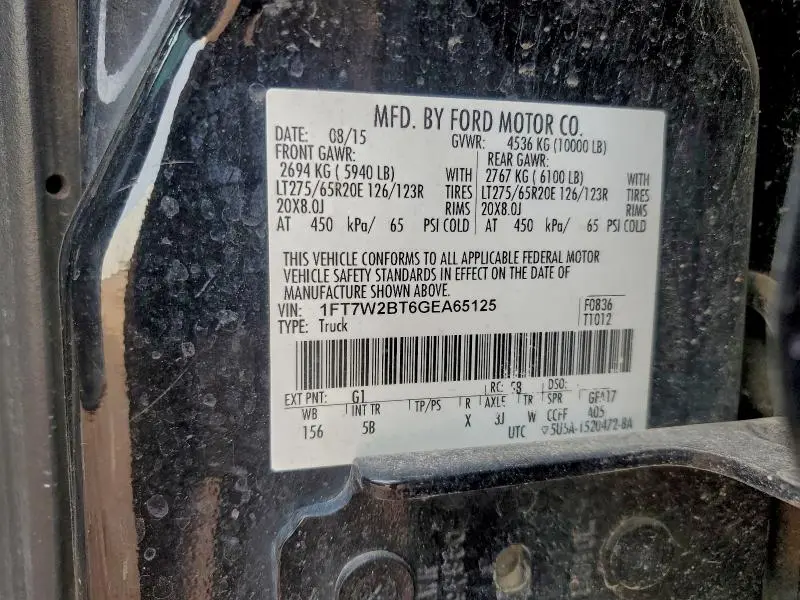 MFD. BY FORD MOTOR CO.
DATE: 08/15 GVWR: 4536 KG (10000 LB)
FRONT GAWR: REAR GAWR:
2694 KG ( 5940 LB) WITH 2767 KG ( 6100 LB) WITH
LT275/65R20E 126/123R TIRES LT275/65R20E 126/123R TIRES
20X8.0J RIMS 20X8.0J RIMS
AT 450 kPa/ 65 PSI COLD AT 450 kPa/ 65 PSI COLD
THIS VEHICLE CONFORMS TO ALL APPLICABLE FEDERAL MOTOR
VEHICLE SAFETY STANDARDS IN EFFECT ON THE DATE OF
MANUFACTURE SHOWN ABOVE.
VIN: 1FT7W2BT6GEA65125 F0836
TYPE: Truck T1012
EXT PNT: G1 RC: 58 DSO:
WB INT TR TP/PS R AXLE TR SPR GFA17
156 5B X 3J W CCFF A05
UTC